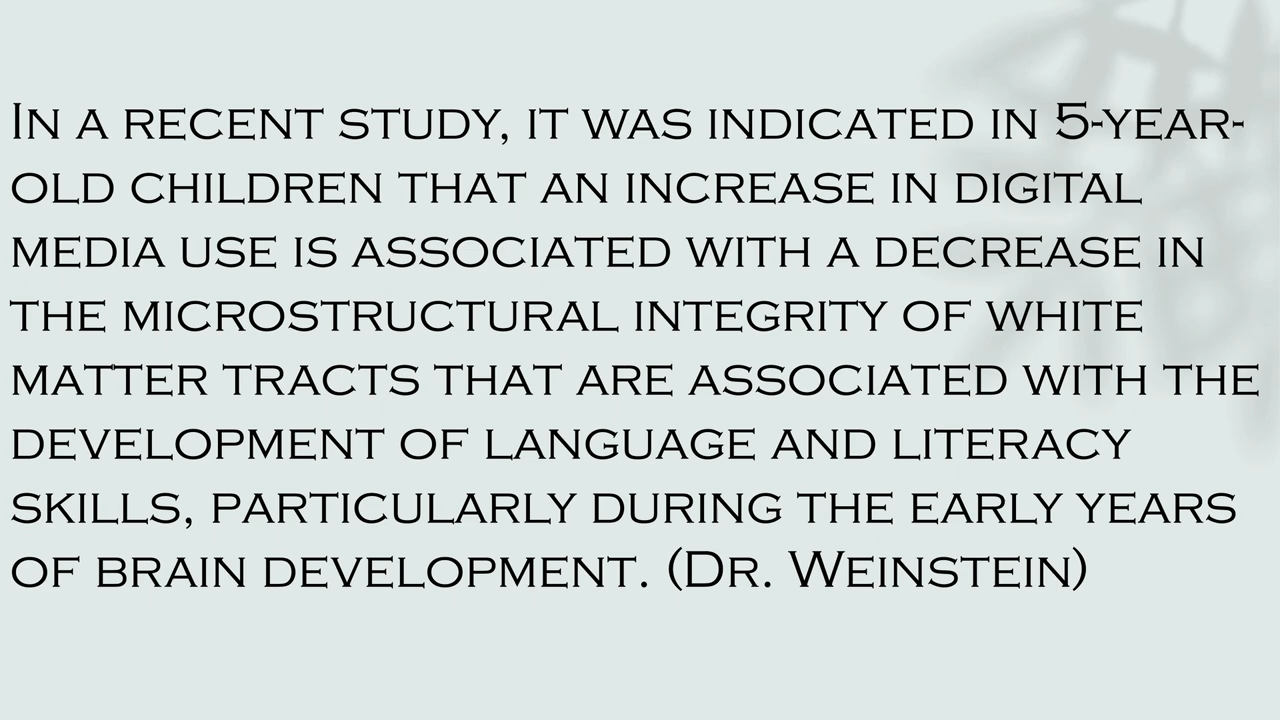 In a recent study, it was indicated in 5-year-
old children that an increase in digital
media use is associated with a decrease in
the microstructural integrity of white
matter tracts that are associated with the
development of language and literacy
skills, particularly during the early years
of brain development. (Dr. Weinstein)